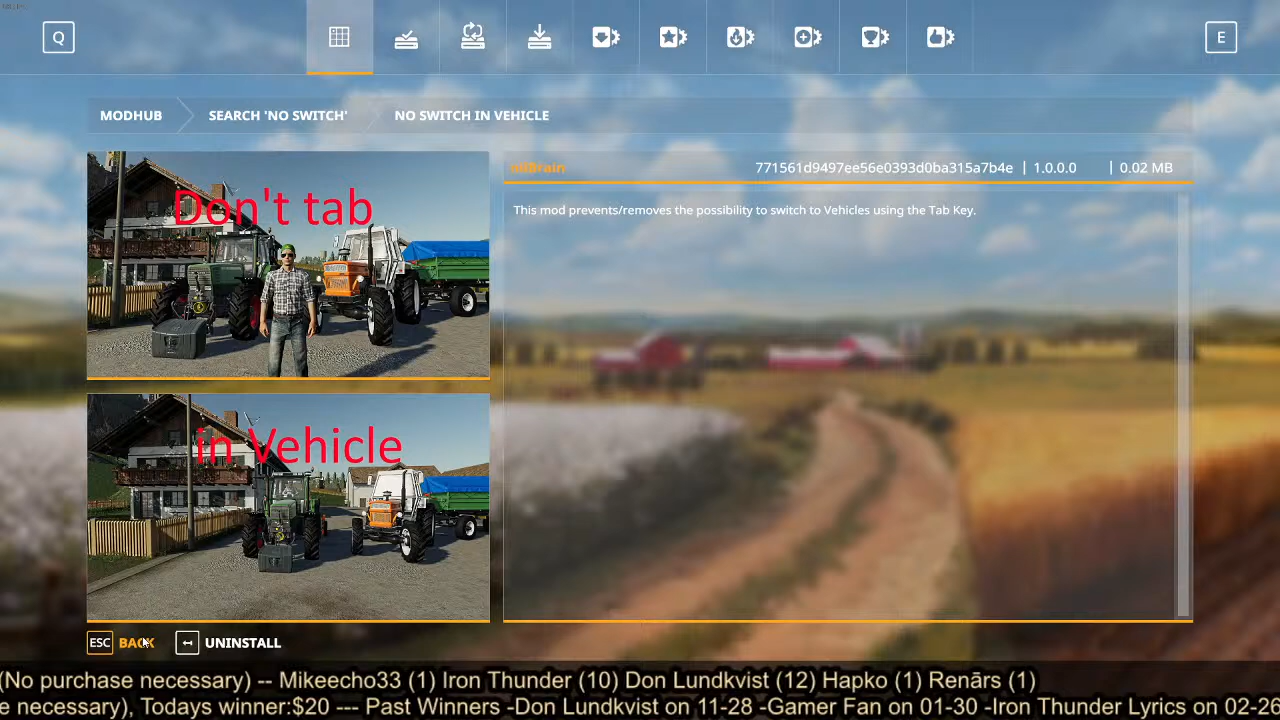 Q
E
MODHUB
SEARCH 'NO SWITCH'
NO SWITCH IN VEHICLE
Don't tab
in Vehicle
771561d9497ee56e0393d0ba315a7b4e | 1.0.0.0 | 0.02 MB
This mod prevents/removes the possibility to switch to Vehicles using the Tab Key.
ESC BACK
UNINSTALL
(No purchase necessary) -- Mikeecho33 (1) Iron Thunder (10) Don Lundkvist (12) Hapko (1) Renārs (1)
e necessary), Todays winner:$20 --- Past Winners -Don Lundkvist on 11-28 -Gamer Fan on 01-30 -Iron Thunder Lyrics on 02-26